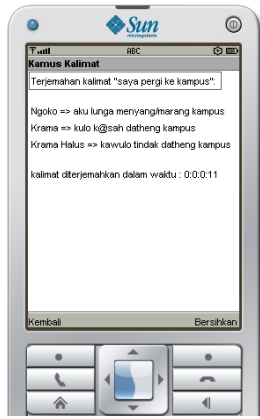 Sun
microsystems
ABC
Kamus Kalimat
Terjemahan kalimat "saya pergi ke kampus":
Ngoko => aku lunga menyang/marang kampus
Krama => kulo k@sah datheng kampus
Krama Halus => kawulo tindak datheng kampus
kalimat diterjemahkan dalam waktu : 0:0:0:11
Kembali Bersihkan